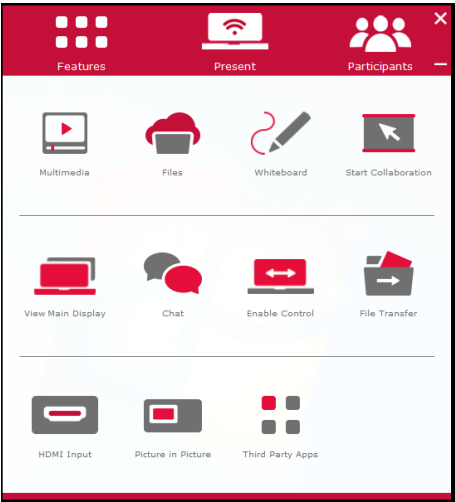 Features
Present
Participants
Multimedia
Files
Whiteboard
Start Collaboration
View Main Display
Chat
Enable Control
File Transfer
HDMI Input
Picture in Picture
Third Party Apps